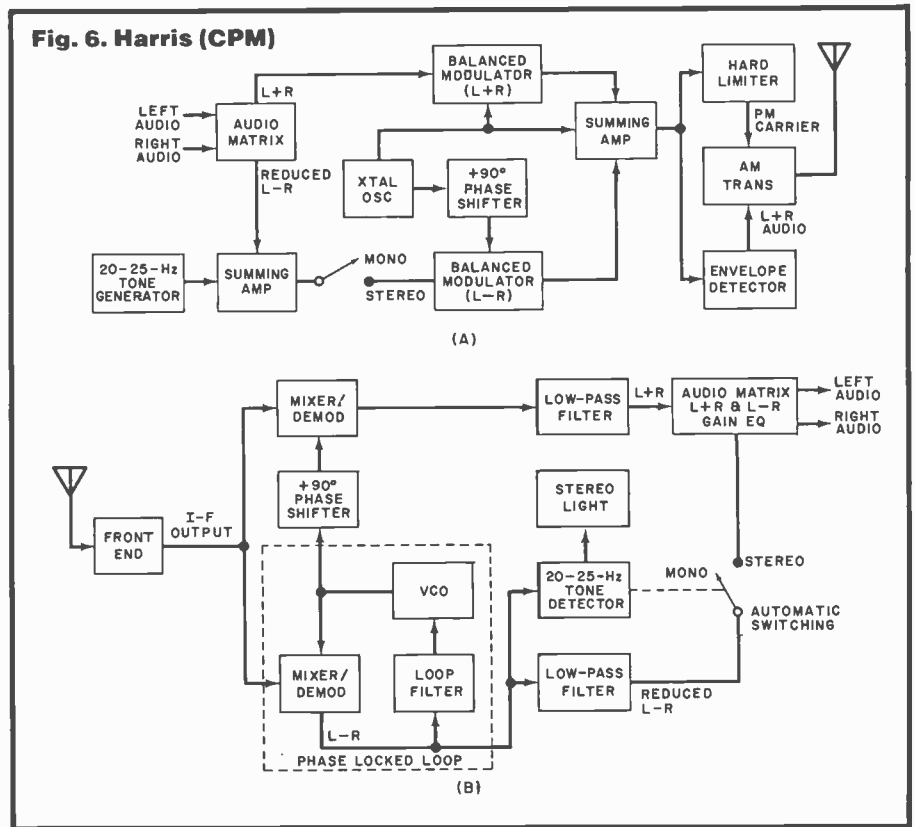 Fig. 6. Harris (CPM)
LEFT
AUDIO
RIGHT
AUDIO
AUDIO
MATRIX
L+R
REDUCED
L-R
BALANCED
MODULATOR
(L+R)
XTAL
OSC
+90°
PHASE
SHIFTER
SUMMING
AMP
HARD
LIMITER
PM
CARRIER
AM
TRANS
L+R
AUDIO
ENVELOPE
DETECTOR
20-25-Hz
TONE
GENERATOR
SUMMING
AMP
MONO
STEREO
BALANCED
MODULATOR
(L-R)
(A)
FRONT
END
I-F
OUTPUT
MIXER/
DEMOD
+90°
PHASE
SHIFTER
VCO
MIXER/
DEMOD
LOOP
FILTER
L-R
PHASE LOCKED LOOP
LOW-PASS
FILTER
L+R
AUDIO MATRIX
L+R & L-R
GAIN EQ
LEFT
AUDIO
RIGHT
AUDIO
STEREO
LIGHT
20-25-Hz
TONE
DETECTOR
MONO
STEREO
AUTOMATIC
SWITCHING
LOW-PASS
FILTER
REDUCED
L-R
(B)